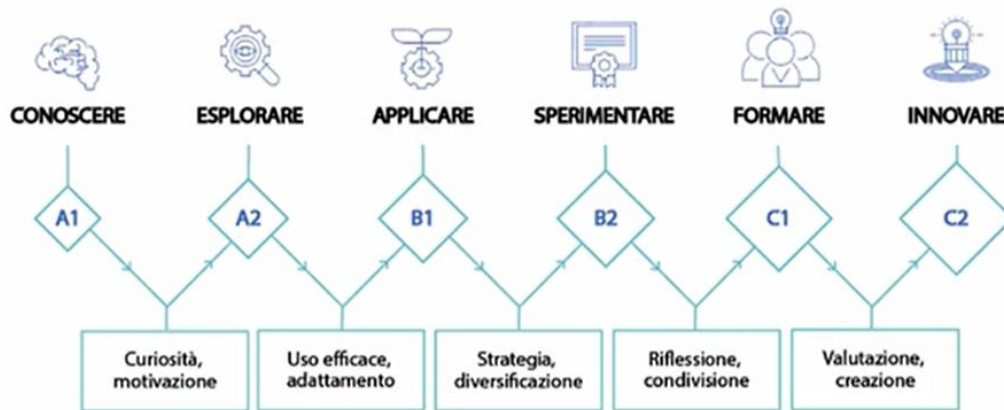 CONOSCERE
ESPLORARE
APPLICARE
SPERIMENTARE
FORMARE
INNOVARE
A1
A2
B1
B2
C1
C2
Curiosità,
motivazione
Uso efficace,
adattamento
Strategia,
diversificazione
Riflessione,
condivisione
Valutazione,
creazione